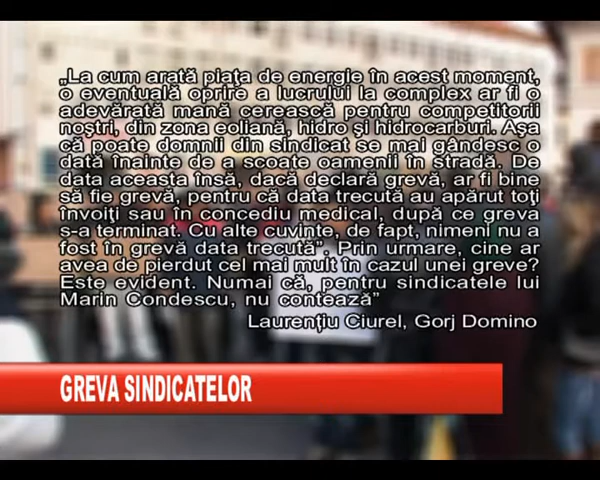 „La cum arată piaţa de energie în acest moment,
o eventuală oprire a lucrului la complex ar fi o
adevărată mană cerească pentru competitorii
noştri, din zona eoliană, hidro şi hidrocarburi. Aşa
că poate domnii din sindicat se mai gândesc o
dată înainte de a scoate oamenii în stradă. De
data aceasta însă, dacă declară grevă, ar fi bine
să fie grevă, pentru că data trecută au apărut toţi
învoiţi sau în concediu medical, după ce greva
s-a terminat. Cu alte cuvinte, de fapt, nimeni nu a
fost în grevă data trecută”. Prin urmare, cine ar
avea de pierdut cel mai mult în cazul unei greve?
Este evident. Numai că, pentru sindicatele lui
Marin Condescu, nu contează”
Laurenţiu Ciurel, Gorj Domino
GREVA SINDICATELOR